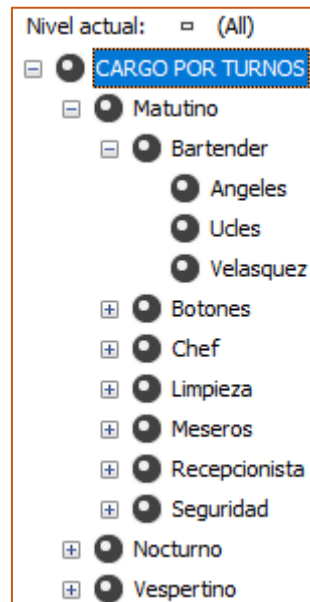 Nivel actual: (All)
CARGO POR TURNOS
Matutino
Bartender
Angeles
Ucles
Velasquez
Botones
Chef
Limpieza
Meseros
Recepcionista
Seguridad
Nocturno
Vespertino